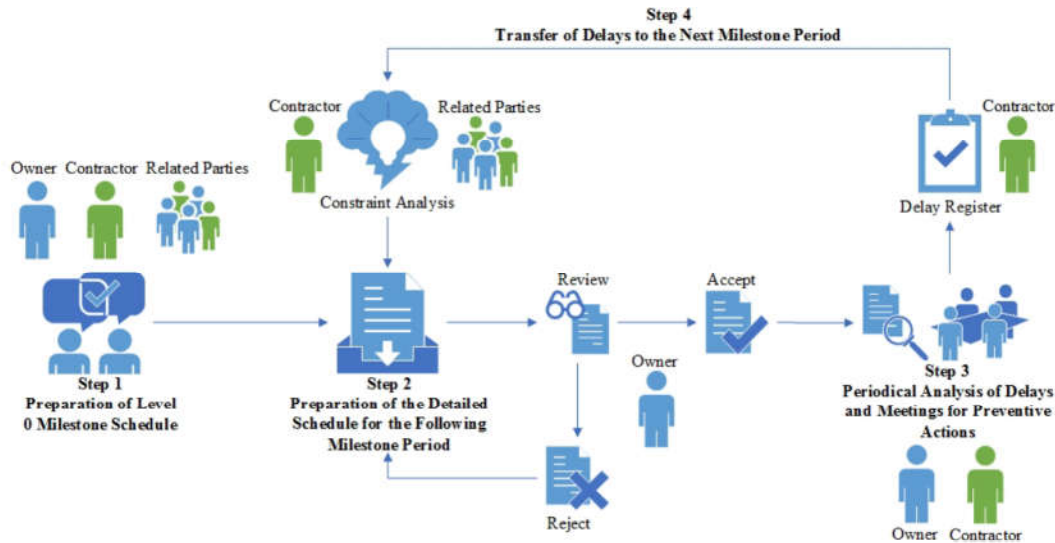 Step 4
Transfer of Delays to the Next Milestone Period
Contractor
Related Parties
Contractor
Owner
Contractor
Related Parties
Constraint Analysis
Delay Register
Review
Accept
Owner
Step 1
Preparation of Level
0 Milestone Schedule
Step 2
Preparation of the Detailed
Schedule for the Following
Milestone Period
Step 3
Periodical Analysis of Delays
and Meetings for Preventive
Actions
Reject
Owner
Contractor